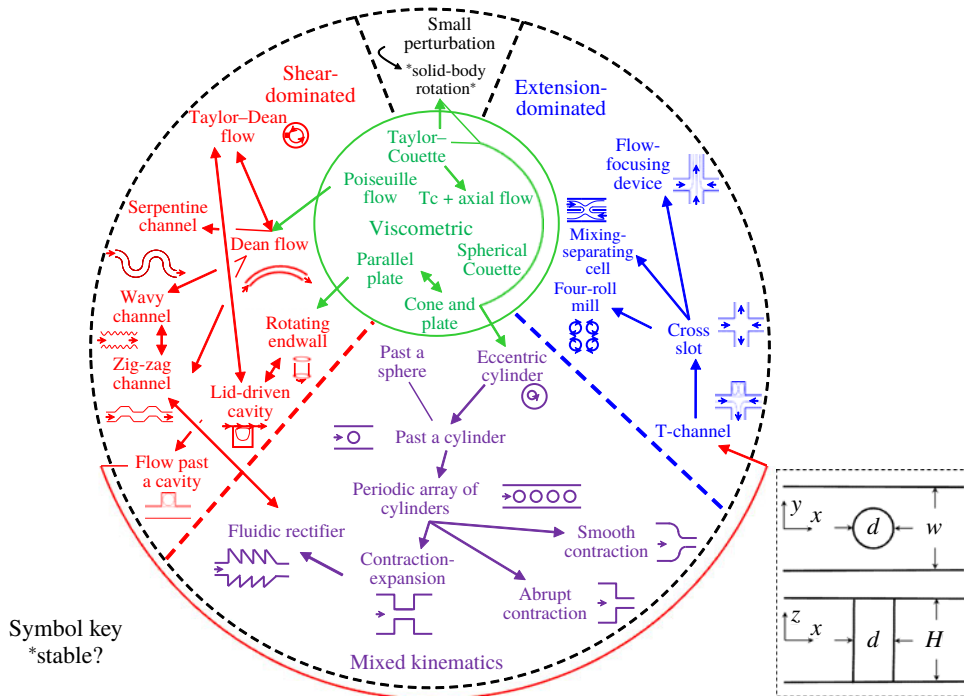 Small
perturbation
*solid-body
rotation*
Shear-
dominated
Extension-
dominated
Taylor–Dean
flow
Taylor–
Couette
Poiseuille
flow
Tc + axial flow
Viscometric
Spherical
Couette
Parallel
plate
Cone and
plate
Serpentine
channel
Dean flow
Wavy
channel
Zig-zag
channel
Rotating
endwall
Lid-driven
cavity
Flow past
a cavity
Flow-
focusing
device
Mixing-
separating
cell
Four-roll
mill
Cross
slot
T-channel
Past a
sphere
Eccentric
cylinder
Past a cylinder
Periodic array of
cylinders
Fluidic rectifier
Contraction-
expansion
Smooth
contraction
Abrupt
contraction
Mixed kinematics
Symbol key
*stable?
y
x
d
w
z
x
d
H